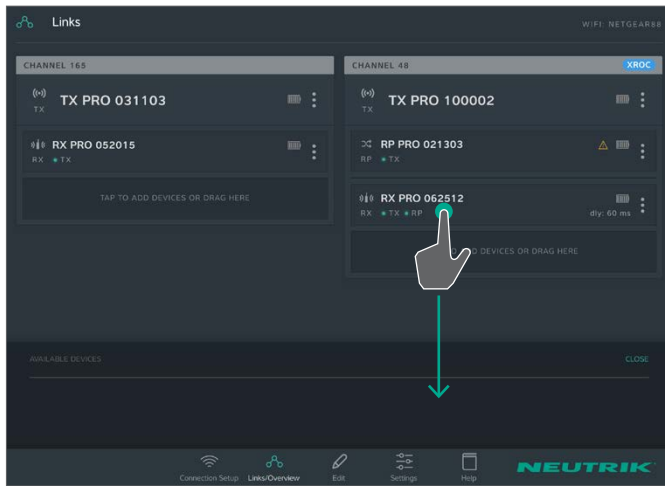 Links
WIFI: NETGEAR88
CHANNEL 165
TX PRO 031103
TX
RX PRO 052015
RX TX
TAP TO ADD DEVICES OR DRAG HERE
CHANNEL 48
XROC
TX PRO 100002
TX
RP PRO 021303
RP TX
RX PRO 062512
RX TX RP
dly: 60 ms
ADD DEVICES OR DRAG HERE
AVAILABLE DEVICES
CLOSE
Connection Setup
Links/Overview
Edit
Settings
Help
NEUTRIK